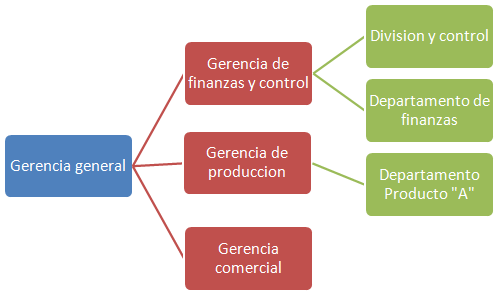 Gerencia general
Gerencia de
finanzas y control
Division y control
Departamento de
finanzas
Gerencia de
produccion
Departamento
Producto "A"
Gerencia
comercial